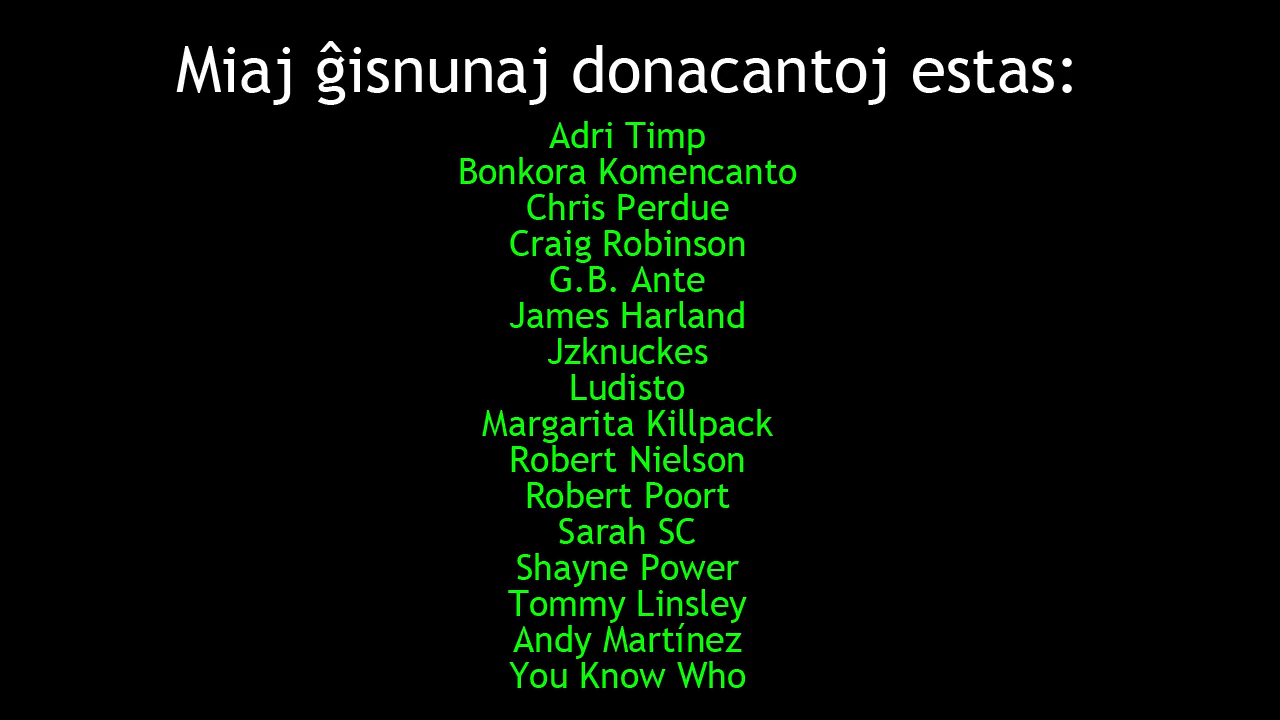 Miaj ĝisnunaj donacantoj estas:
Adri Timp
Bonkora Komencanto
Chris Perdue
Craig Robinson
G.B. Ante
James Harland
Jzknuckes
Ludisto
Margarita Killpack
Robert Nielson
Robert Poort
Sarah SC
Shayne Power
Tommy Linsley
Andy Martínez
You Know Who